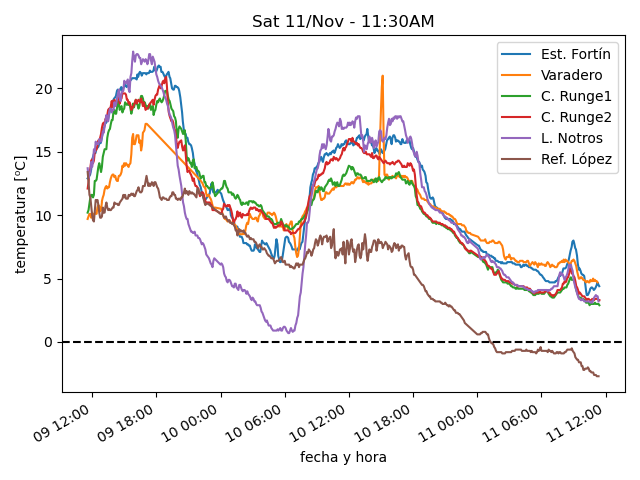 Sat 11/Nov - 11:30AM
temperatura [°C]
20
15
10
5
0
Est. Fortín
Varadero
C. Runge1
C. Runge2
L. Notros
Ref. López
09 12:00
09 18:00
10 00:00
10 06:00
10 12:00
10 18:00
11 00:00
11 06:00
11 12:00
fecha y hora